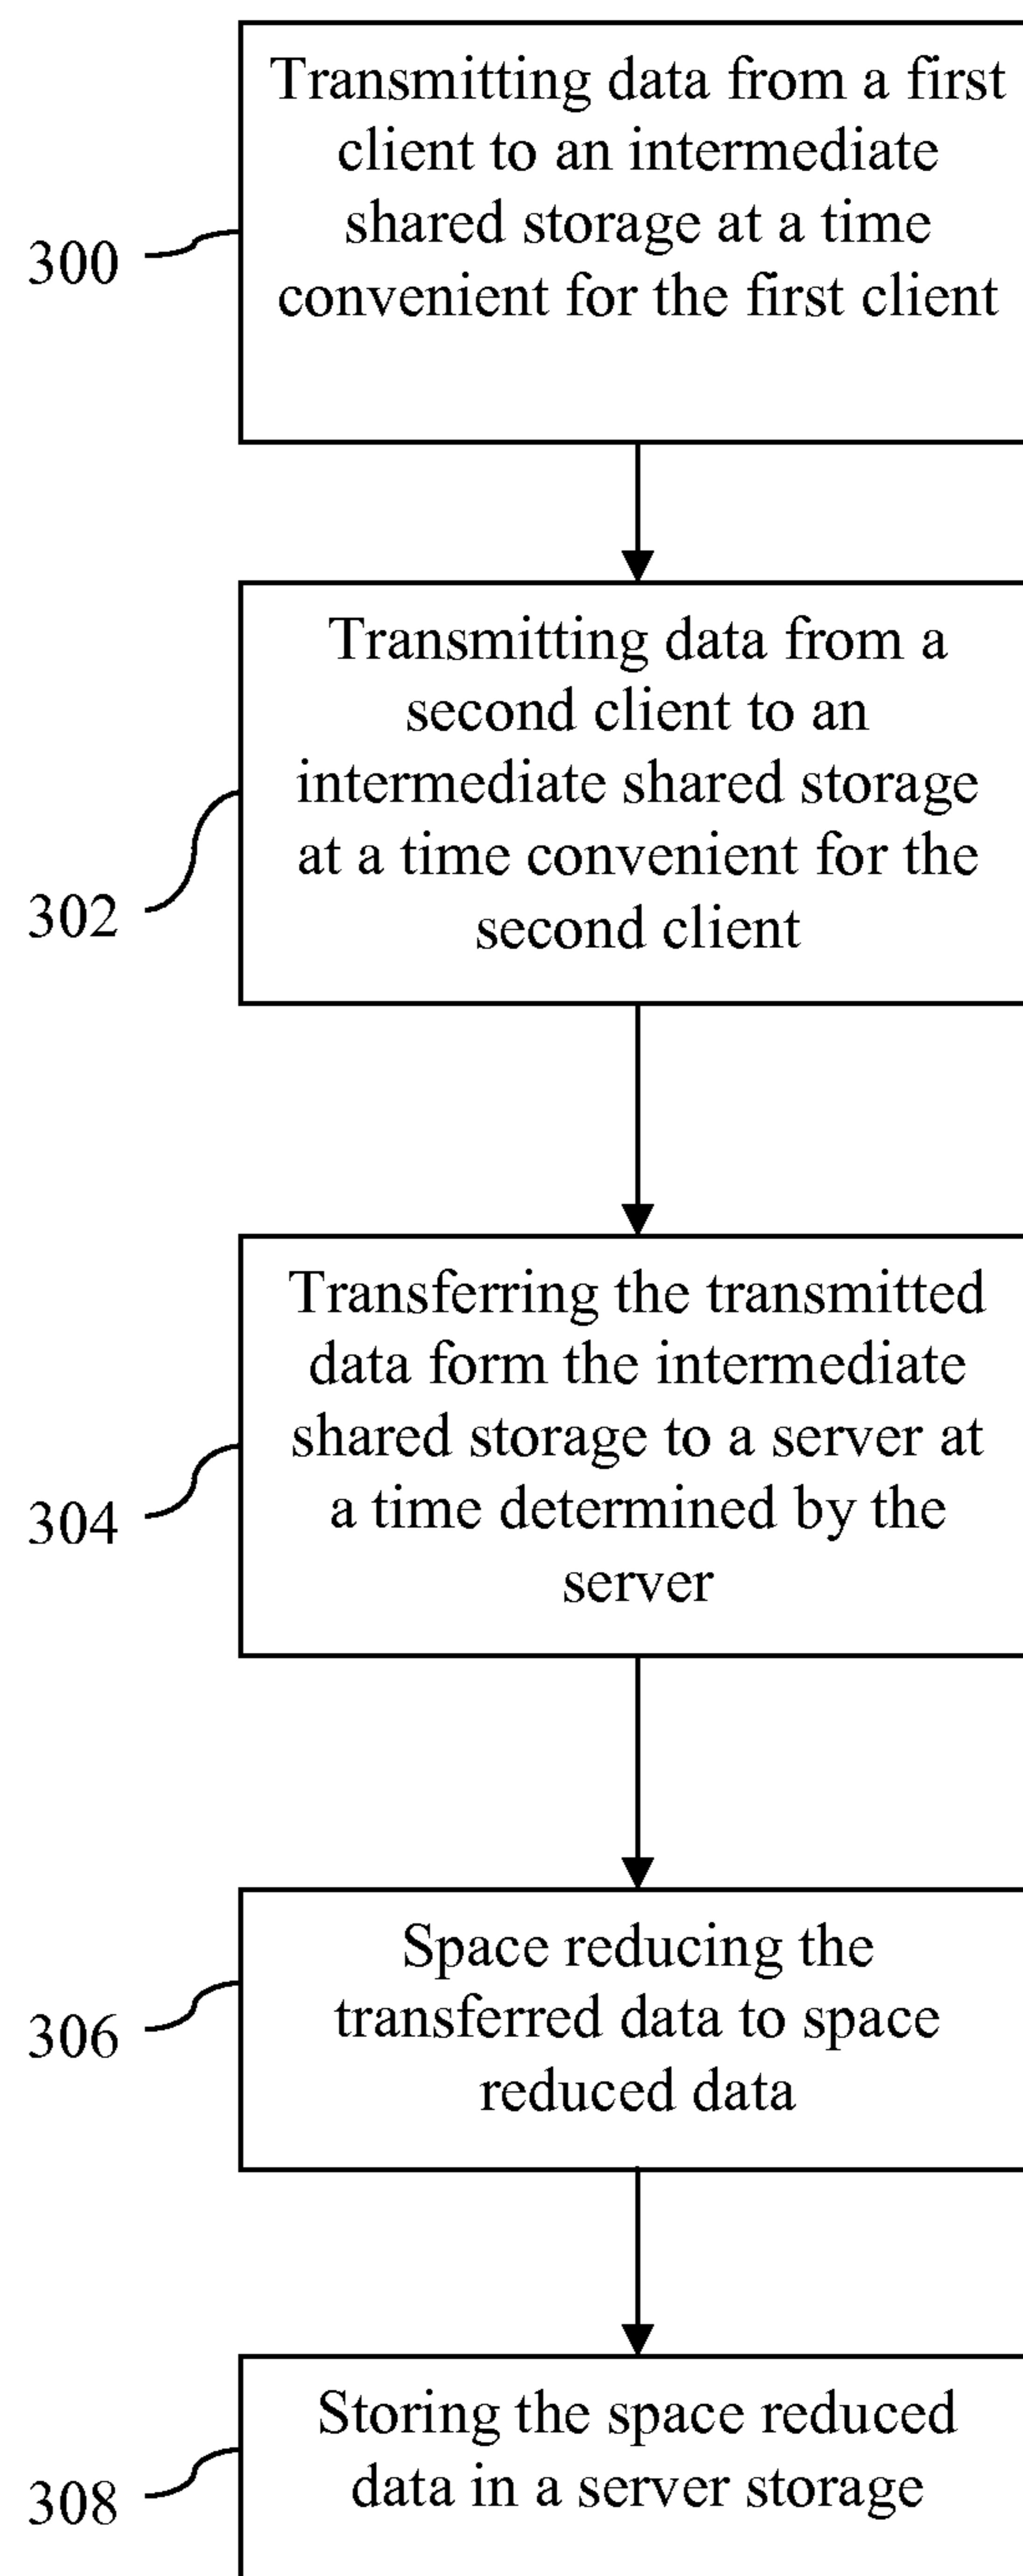 Transmitting data from a first
client to an intermediate
shared storage at a time
convenient for the first client
300
Transmitting data from a
second client to an
intermediate shared storage
at a time convenient for the
second client
302
Transferring the transmitted
data form the intermediate
shared storage to a server at
a time determined by the
server
304
Space reducing the
transferred data to space
reduced data
306
Storing the space reduced
data in a server storage
308